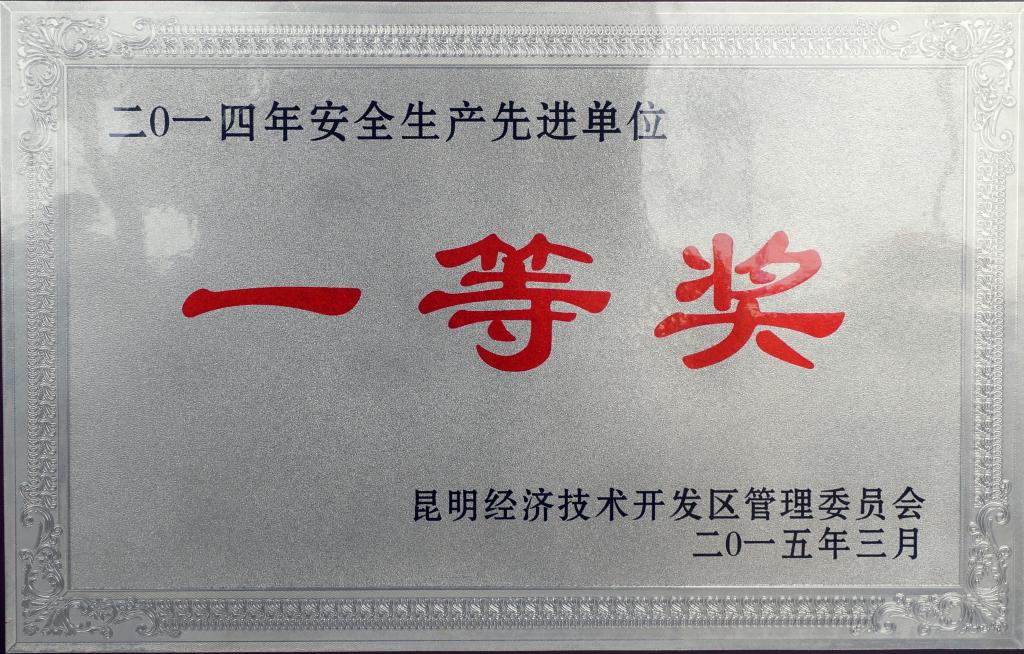 二0一四年安全生产先进单位
一等奖
昆明经济技术开发区管理委员会
二0一五年三月